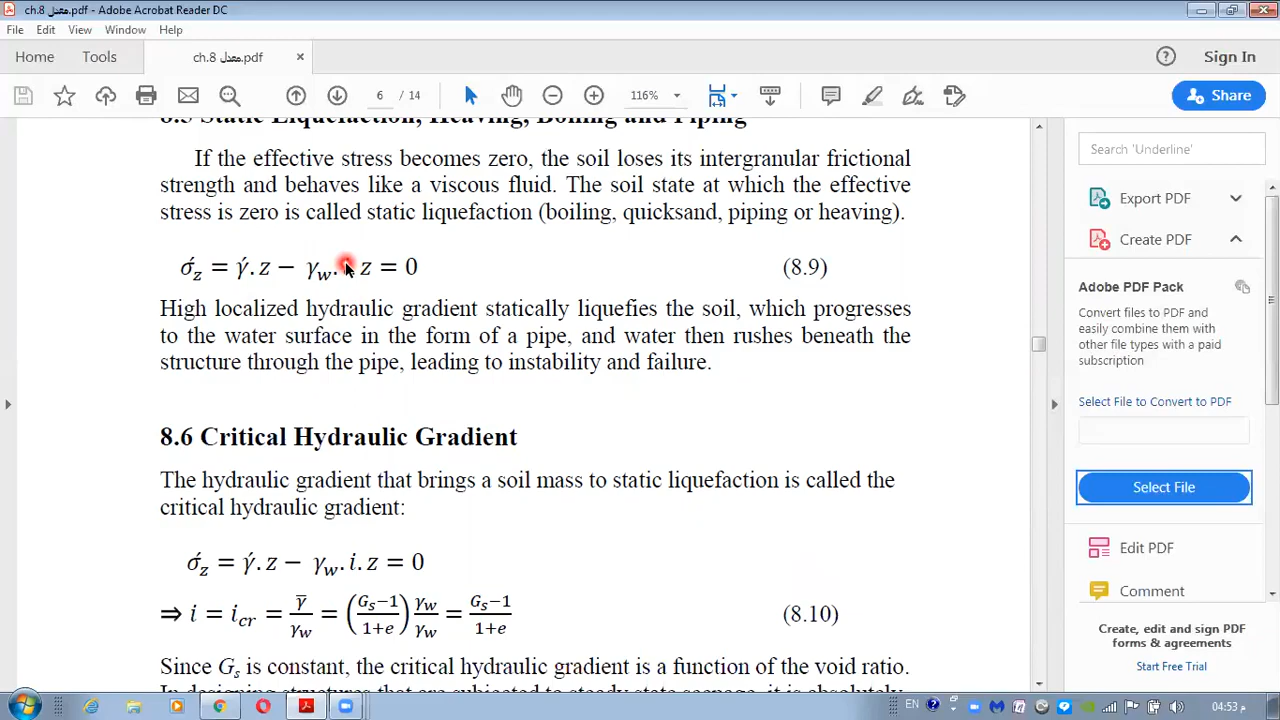 ch.8 معدل.pdf - Adobe Acrobat Reader DC
File Edit View Window Help
Home Tools ch.8 معدل.pdf × Sign In
6 / 14 116% Share
8.5 Static Liquefaction, Heaving, Boiling and Piping
If the effective stress becomes zero, the soil loses its intergranular frictional
strength and behaves like a viscous fluid. The soil state at which the effective
stress is zero is called static liquefaction (boiling, quicksand, piping or heaving).
σ́z = γ́. z − γw. z = 0 (8.9)
High localized hydraulic gradient statically liquefies the soil, which progresses
to the water surface in the form of a pipe, and water then rushes beneath the
structure through the pipe, leading to instability and failure.
8.6 Critical Hydraulic Gradient
The hydraulic gradient that brings a soil mass to static liquefaction is called the
critical hydraulic gradient:
σ́z = γ́. z − γw. i. z = 0
⇒ i = icr = γ̅/γw = (Gs−1/1+e) γw/γw = Gs−1/1+e (8.10)
Since Gs is constant, the critical hydraulic gradient is a function of the void ratio.
Search 'Underline'
Export PDF
Create PDF
Adobe PDF Pack
Convert files to PDF and
easily combine them with
other file types with a paid
subscription
Select File to Convert to PDF
Select File
Edit PDF
Comment
Create, edit and sign PDF
forms & agreements
Start Free Trial
EN 04:53 م